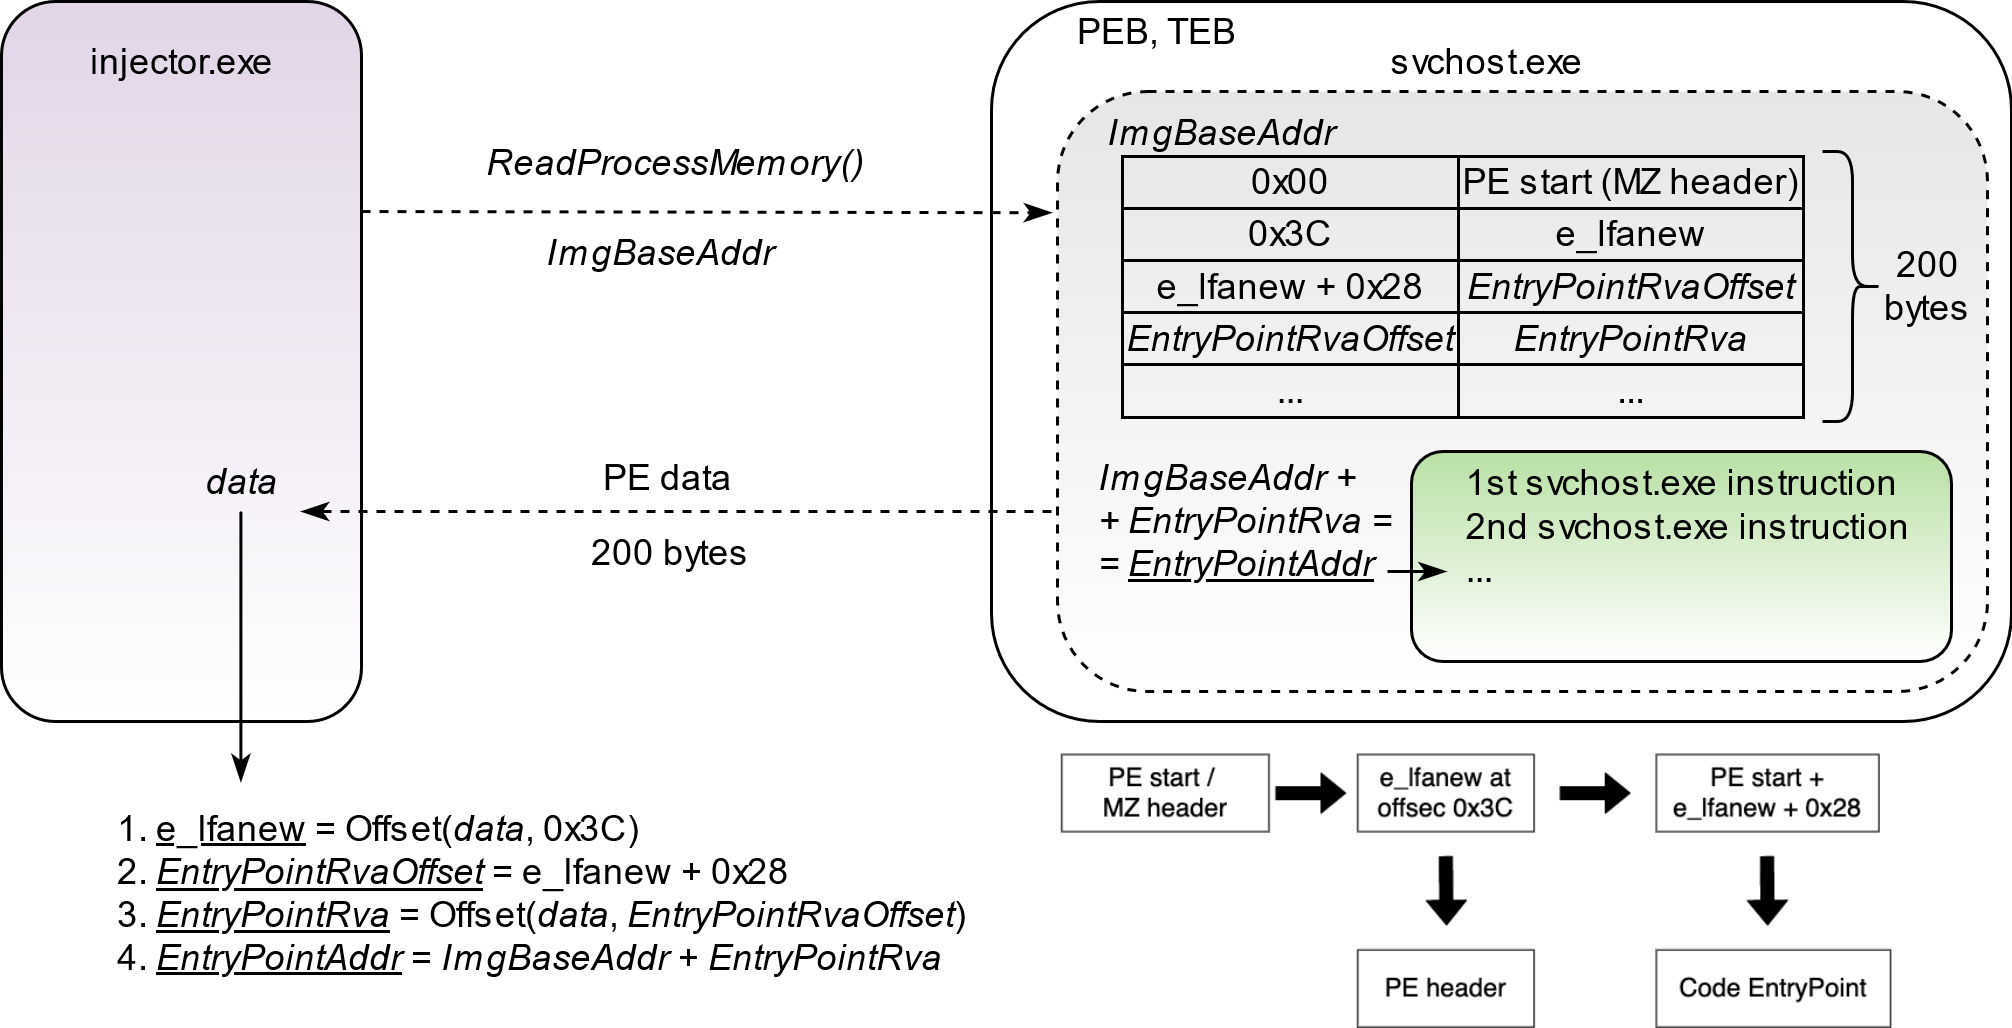 injector.exe
PEB, TEB
svchost.exe
ReadProcessMemory()
ImgBaseAddr
ImgBaseAddr
0x00 PE start (MZ header)
0x3C e_lfanew
e_lfanew + 0x28 EntryPointRvaOffset
EntryPointRvaOffset EntryPointRva
... ...
200
bytes
data
PE data
200 bytes
ImgBaseAddr +
+ EntryPointRva =
= EntryPointAddr
1st svchost.exe instruction
2nd svchost.exe instruction
...
1. e_lfanew = Offset(data, 0x3C)
2. EntryPointRvaOffset = e_lfanew + 0x28
3. EntryPointRva = Offset(data, EntryPointRvaOffset)
4. EntryPointAddr = ImgBaseAddr + EntryPointRva
PE start /
MZ header
e_lfanew at
offsec 0x3C
PE start +
e_lfanew + 0x28
PE header
Code EntryPoint